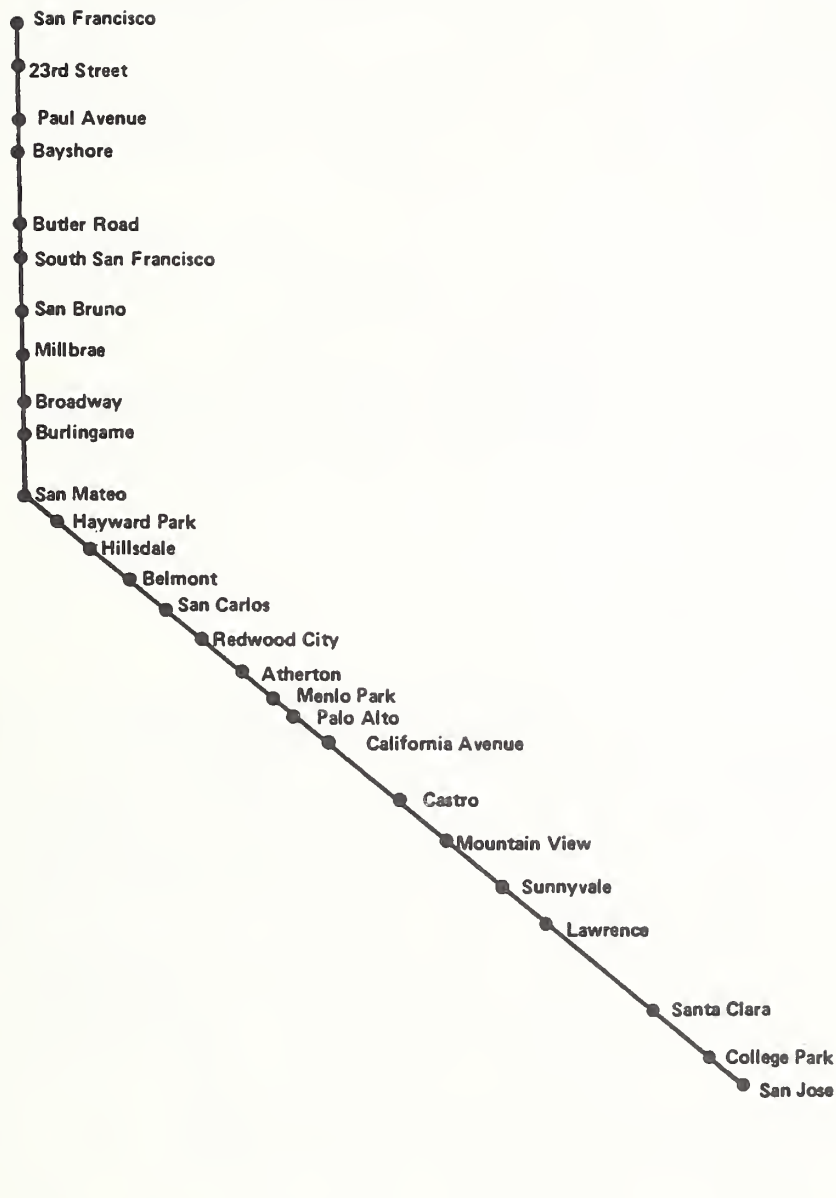 San Francisco
23rd Street
Paul Avenue
Bayshore
Butler Road
South San Francisco
San Bruno
Millbrae
Broadway
Burlingame
San Mateo
Hayward Park
Hillsdale
Belmont
San Carlos
Redwood City
Atherton
Menlo Park
Palo Alto
California Avenue
Castro
Mountain View
Sunnyvale
Lawrence
Santa Clara
College Park
San Jose